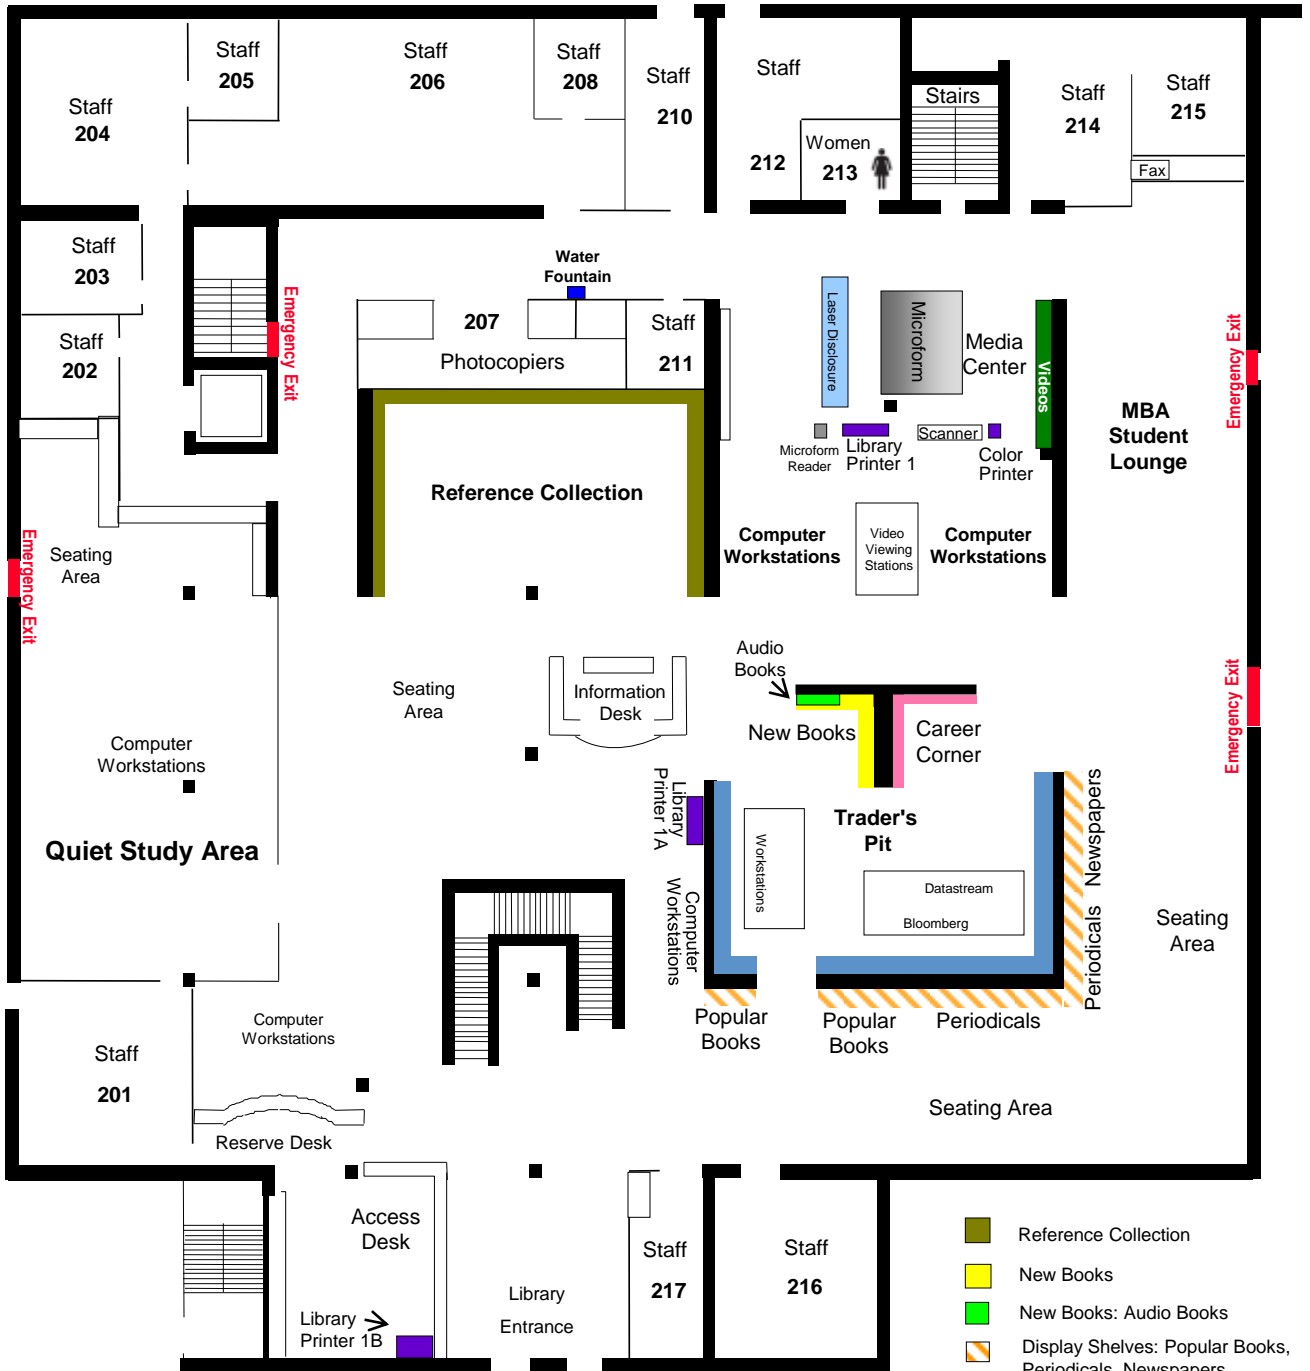 Staff
204
Staff
205
Staff
206
Staff
208
Staff
210
Staff
212
Women
213
Stairs
Staff
214
Staff
215
Fax
Staff
203
Staff
202
Emergency Exit
Water
Fountain
207
Photocopiers
Staff
211
Laser Disclosure
Microform
Media
Center
Videos
Emergency Exit
MBA
Student
Lounge
Microform
Reader
Library
Printer 1
Scanner
Color
Printer
Reference Collection
Computer
Workstations
Video
Viewing
Stations
Computer
Workstations
Emergency Exit
Seating
Area
Audio
Books
Seating
Area
Information
Desk
New Books
Career
Corner
Emergency Exit
Computer
Workstations
Library
Printer 1A
Trader's
Pit
Newspapers
Quiet Study Area
Workstations
Datastream
Bloomberg
Computer
Workstations
Periodicals
Seating
Area
Popular
Books
Popular
Books
Periodicals
Computer
Workstations
Staff
201
Seating Area
Reserve Desk
Access
Desk
Library
Printer 1B
Library
Entrance
Staff
217
Staff
216
Reference Collection
New Books
New Books: Audio Books
Display Shelves: Popular Books,
Periodicals, Newspapers